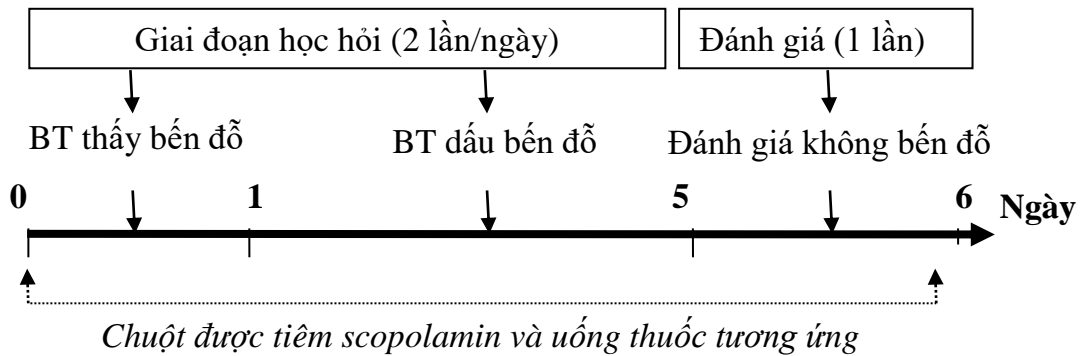 Giai đoạn học hỏi (2 lần/ngày) Đánh giá (1 lần)
BT thấy bến đỗ BT dấu bến đỗ Đánh giá không bến đỗ
0 1 5 6 Ngày
Chuột được tiêm scopolamin và uống thuốc tương ứng